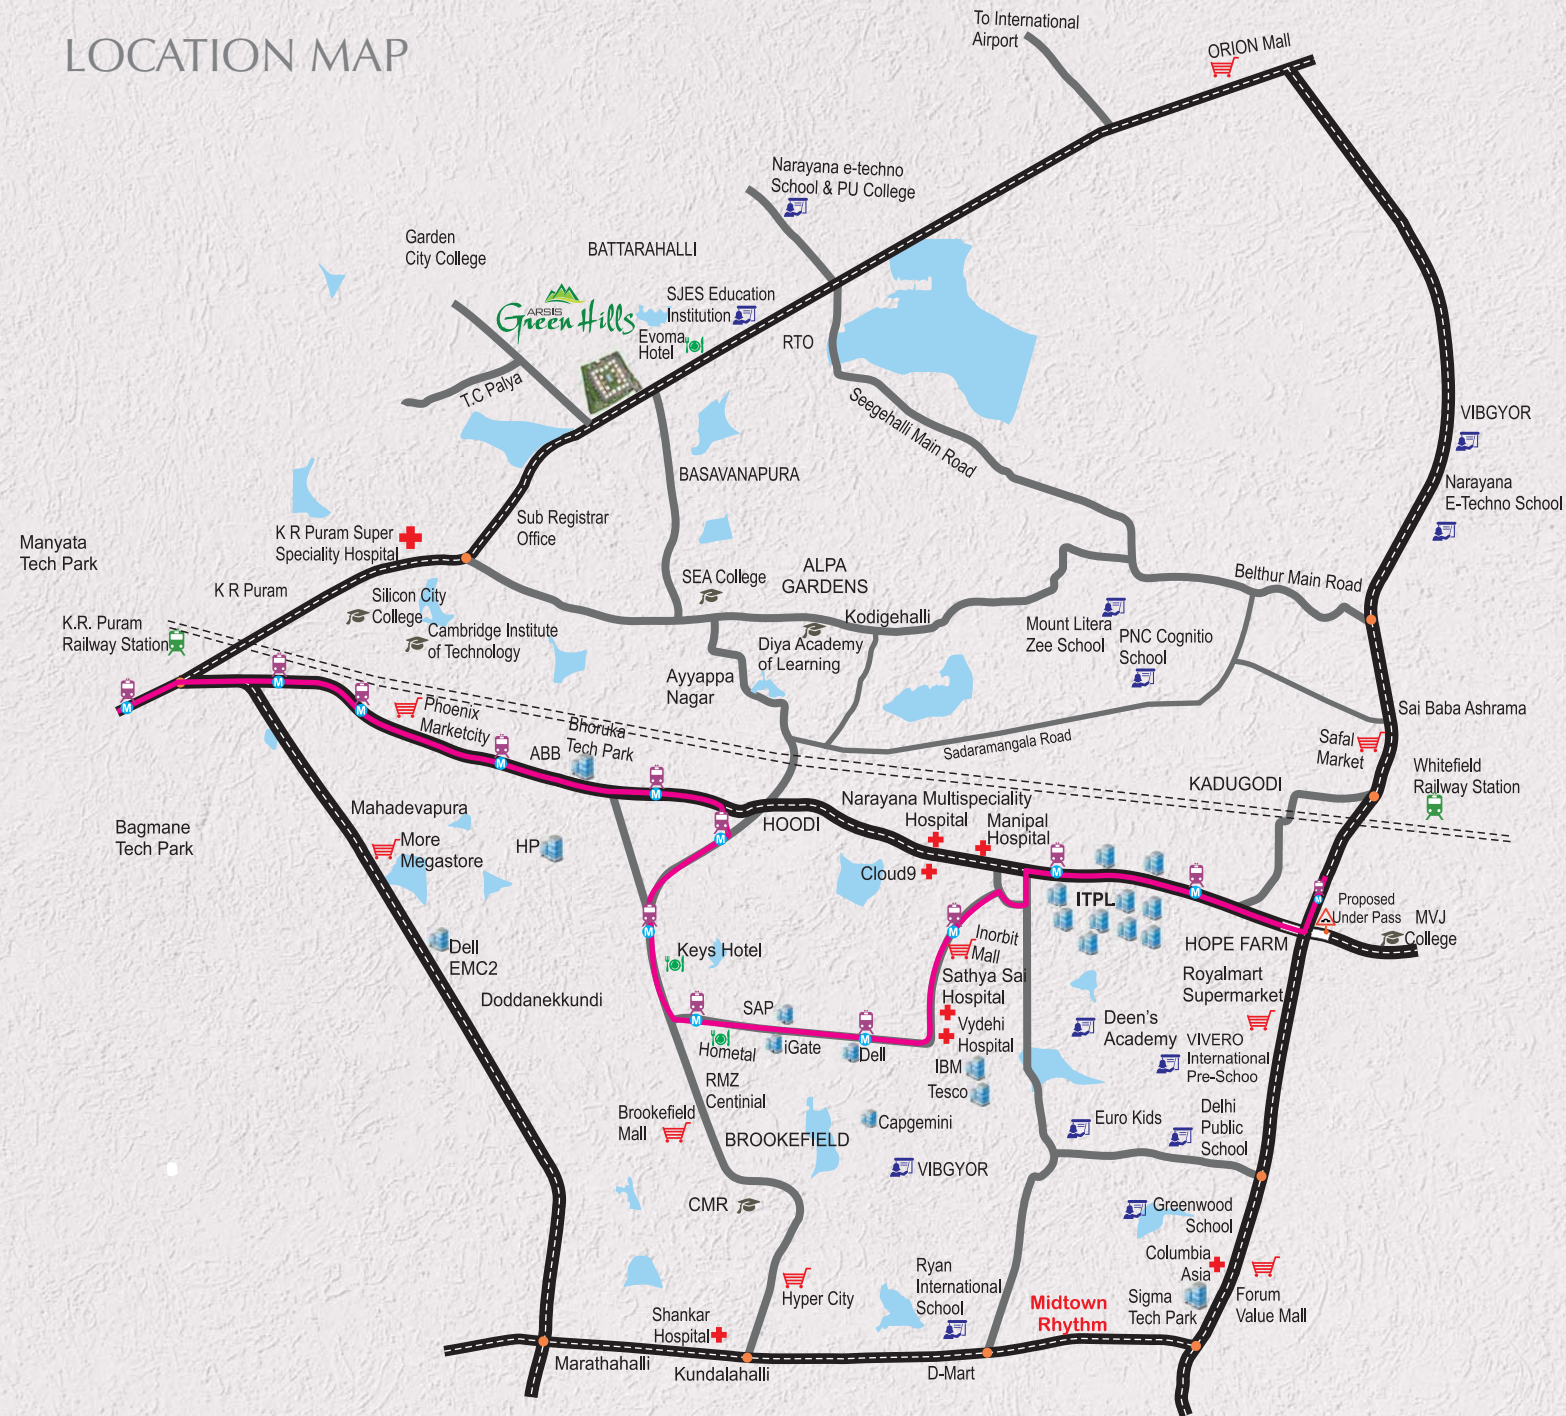 LOCATION MAP
To International
Airport
ORION Mall
Narayana e-techno
School & PU College
Garden
City College
BATTARAHALLI
ARSIS
Green Hills
SJES Education
Institution
Evoma
Hotel
RTO
T.C Palya
Seegehalli Main Road
VIBGYOR
BASAVANAPURA
Narayana
E-Techno School
Sub Registrar
Office
K R Puram Super
Speciality Hospital
Manyata
Tech Park
K R Puram
SEA College
ALPA
GARDENS
Belthur Main Road
Silicon City
College
Kodigehalli
K.R. Puram
Railway Station
Cambridge Institute
of Technology
Diya Academy
of Learning
Mount Litera
Zee School
PNC Cognitio
School
Ayyappa
Nagar
Phoenix
Marketcity
Bhoruka
Tech Park
ABB
Sadaramangala Road
Sai Baba Ashrama
Safal
Market
Whitefield
Railway Station
KADUGODI
Mahadevapura
Bagmane
Tech Park
More
Megastore
HP
HOODI
Narayana Multispeciality
Hospital
Manipal
Hospital
Cloud9
M
M
M
M
M
M
M
M
M
M
M
M
M
ITPL
Proposed
Under Pass
MVJ
College
HOPE FARM
Dell
EMC2
Keys Hotel
Inorbit
Mall
Sathya Sai
Hospital
Royalmart
Supermarket
Doddanekkundi
SAP
Vydehi
Hospital
Deen's
Academy
VIVERO
International
Pre-Schoo
Hometal
iGate
Dell
IBM
Tesco
RMZ
Centinial
Brookefield
Mall
BROOKEFIELD
Capgemini
Euro Kids
Delhi
Public
School
VIBGYOR
CMR
Greenwood
School
Columbia
Asia
Ryan
International
School
Hyper City
Midtown
Rhythm
Sigma
Tech Park
Forum
Value Mall
Shankar
Hospital
Marathahalli
Kundalahalli
D-Mart